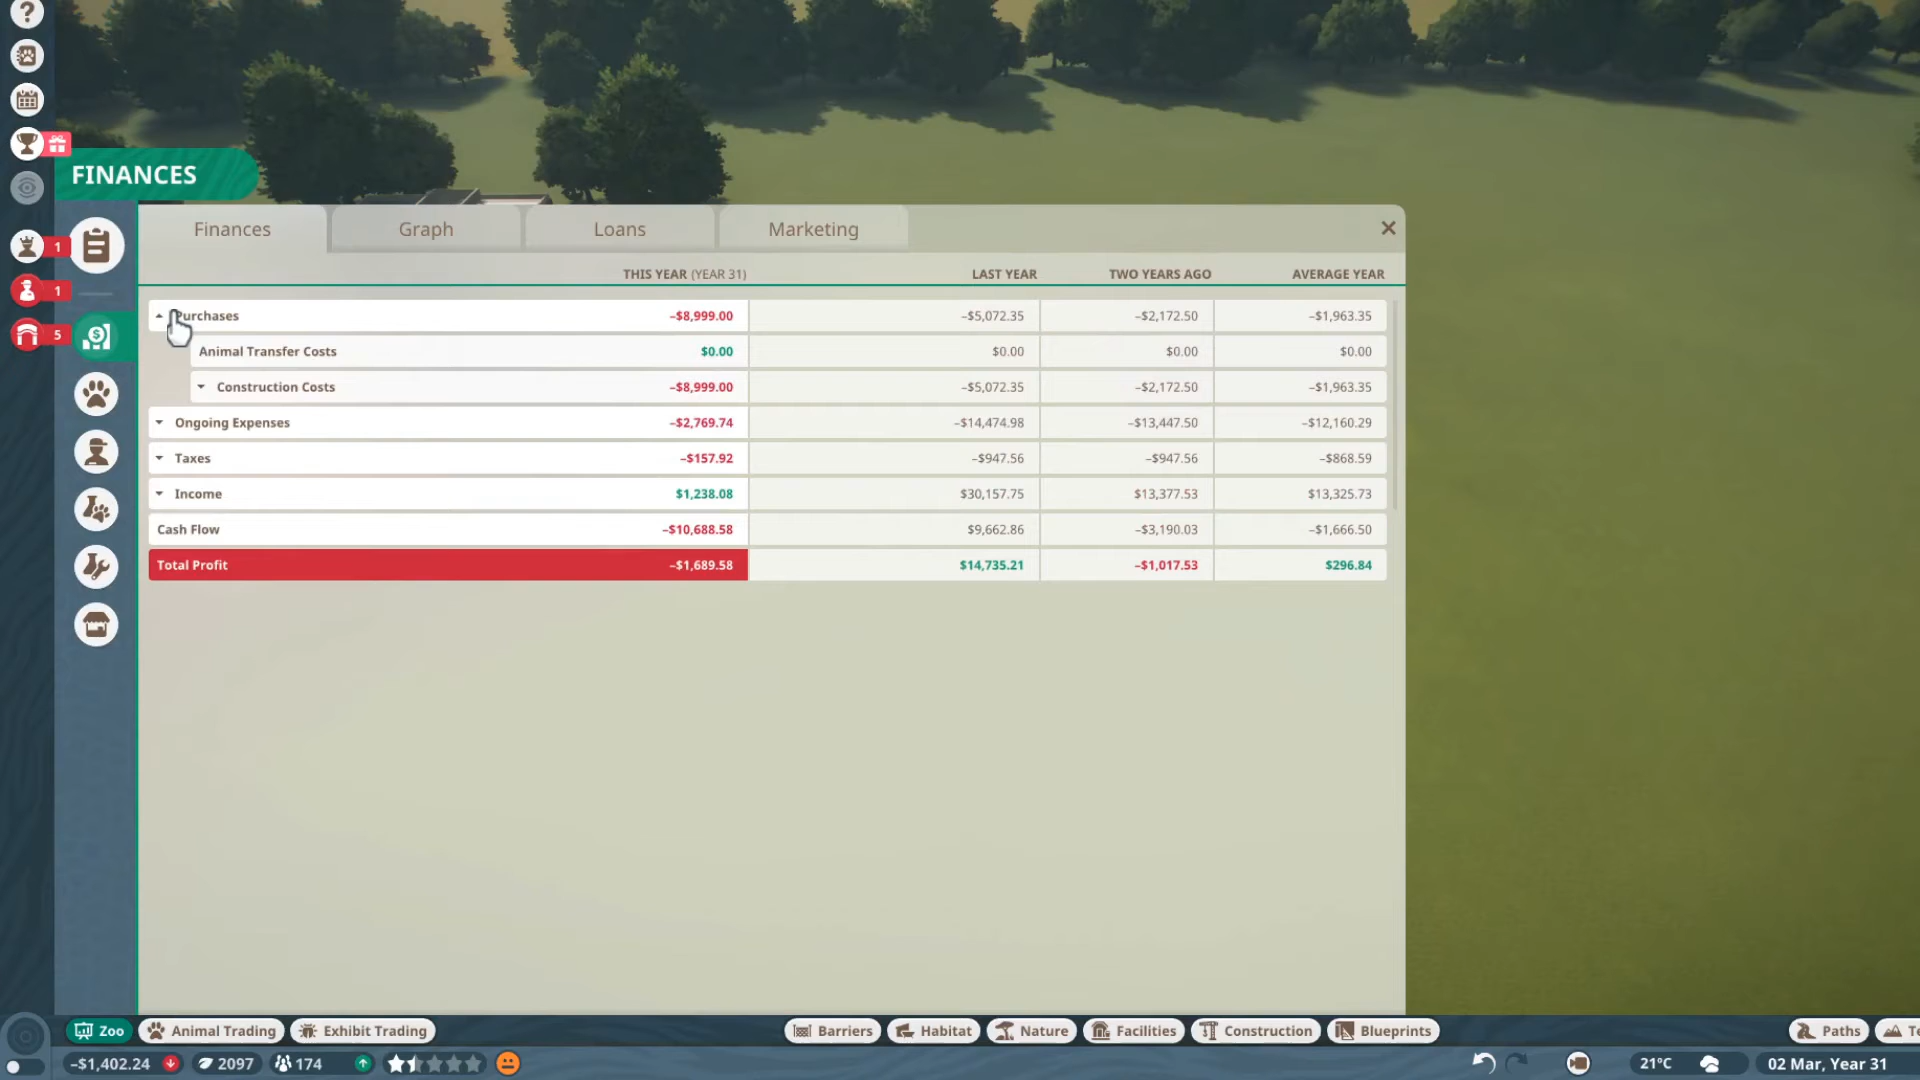 ?
FINANCES
1
1
5
Finances Graph Loans Marketing
THIS YEAR (YEAR 31) LAST YEAR TWO YEARS AGO AVERAGE YEAR
Purchases –$8,999.00 –$5,072.35 –$2,172.50 –$1,963.35
Animal Transfer Costs $0.00 $0.00 $0.00 $0.00
Construction Costs –$8,999.00 –$5,072.35 –$2,172.50 –$1,963.35
Ongoing Expenses –$2,769.74 –$14,474.98 –$13,447.50 –$12,160.29
Taxes –$157.92 –$947.56 –$947.56 –$868.59
Income $1,238.08 $30,157.75 $13,377.53 $13,325.73
Cash Flow –$10,688.58 $9,662.86 –$3,190.03 –$1,666.50
Total Profit –$1,689.58 $14,735.21 –$1,017.53 $296.84
Zoo Animal Trading Exhibit Trading Barriers Habitat Nature Facilities Construction Blueprints Paths Te
–$1,402.24 2097 174 21°C 02 Mar, Year 31